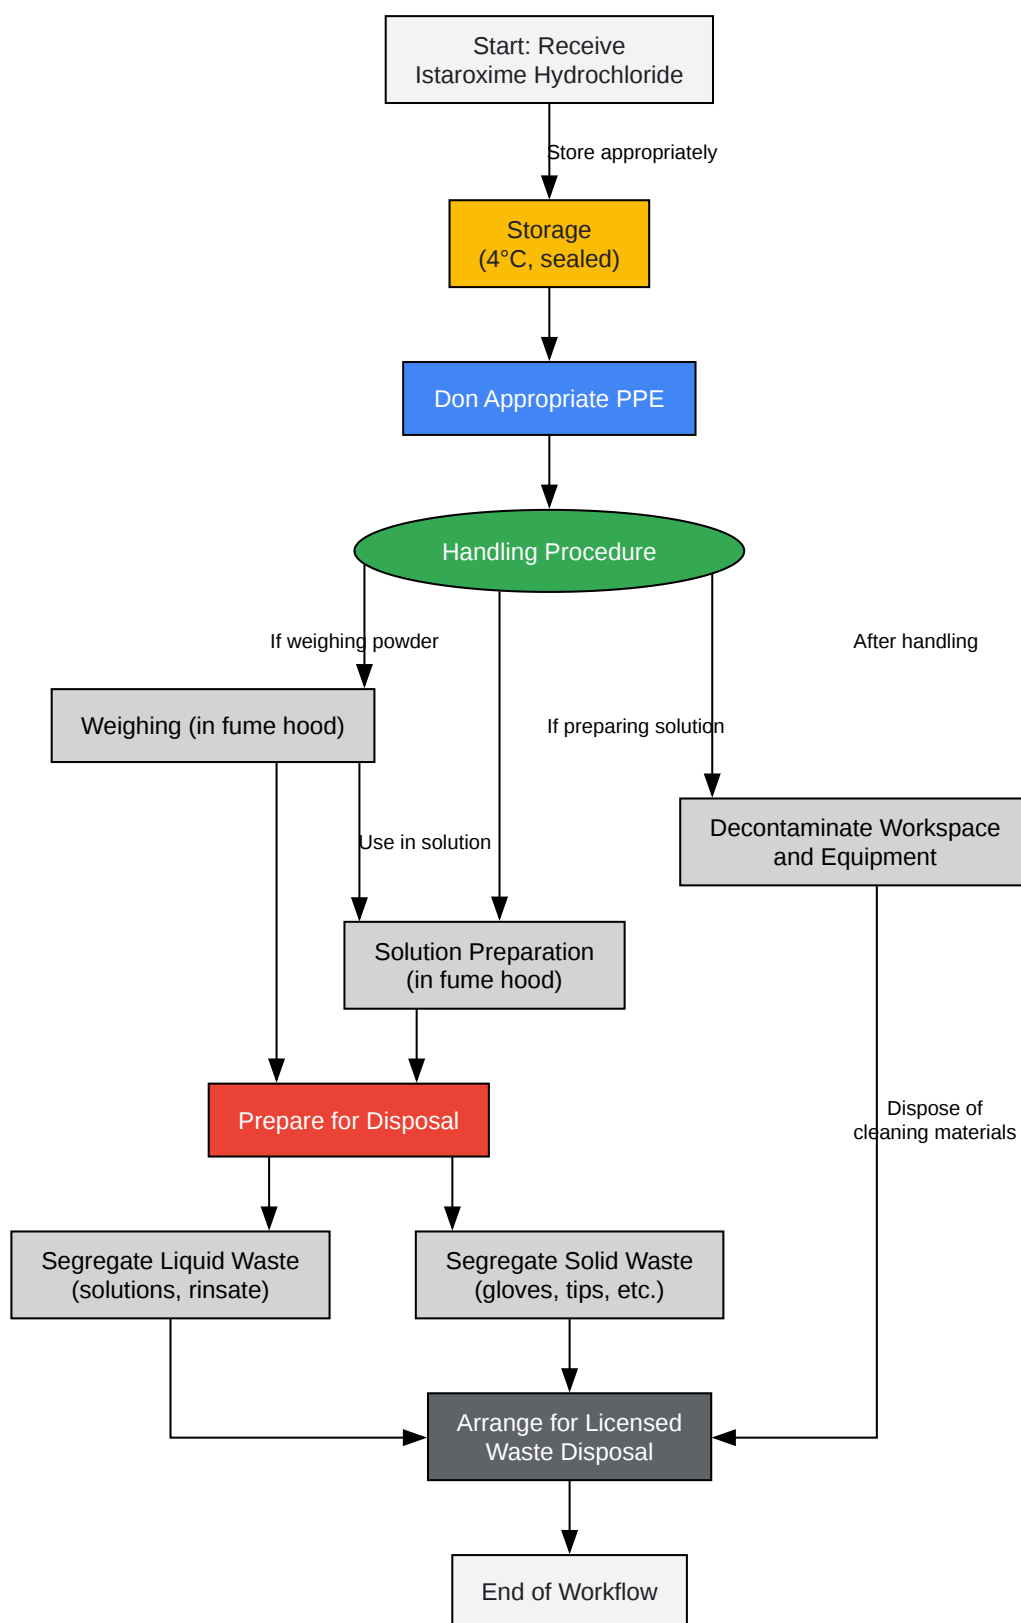 Start: Receive
Istaroxime Hydrochloride
Store appropriately
Storage
(4°C, sealed)
Don Appropriate PPE
Handling Procedure
If weighing powder
After handling
Weighing (in fume hood)
If preparing solution
Decontaminate Workspace
and Equipment
Use in solution
Solution Preparation
(in fume hood)
Prepare for Disposal
Dispose of
cleaning materials
Segregate Liquid Waste
(solutions, rinsate)
Segregate Solid Waste
(gloves, tips, etc.)
Arrange for Licensed
Waste Disposal
End of Workflow